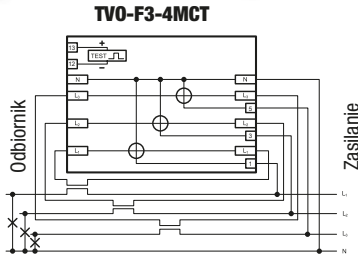 TVO-F3-4MCT
13 +
TEST
12 −
N N
L₃ L₃
5
L₂ L₂
3
L₁ L₁
1
Odbiornik
Zasilanie
L₁
L₂
L₃
N